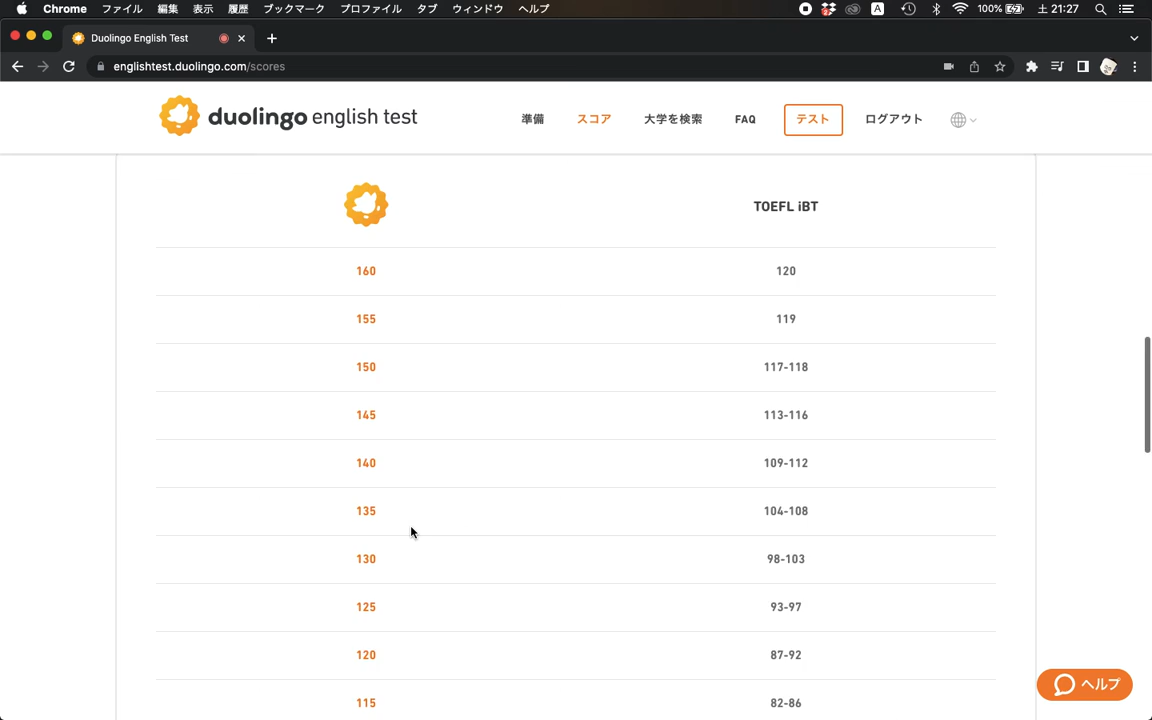 Chrome ファイル 編集 表示 履歴 ブックマーク プロファイル タブ ウィンドウ ヘルプ A 100% 土 21:27
Duolingo English Test
englishtest.duolingo.com/scores
duolingo english test 準備 スコア 大学を検索 FAQ テスト ログアウト
TOEFL iBT
160 120
155 119
150 117-118
145 113-116
140 109-112
135 104-108
130 98-103
125 93-97
120 87-92
115 82-86
ヘルプ